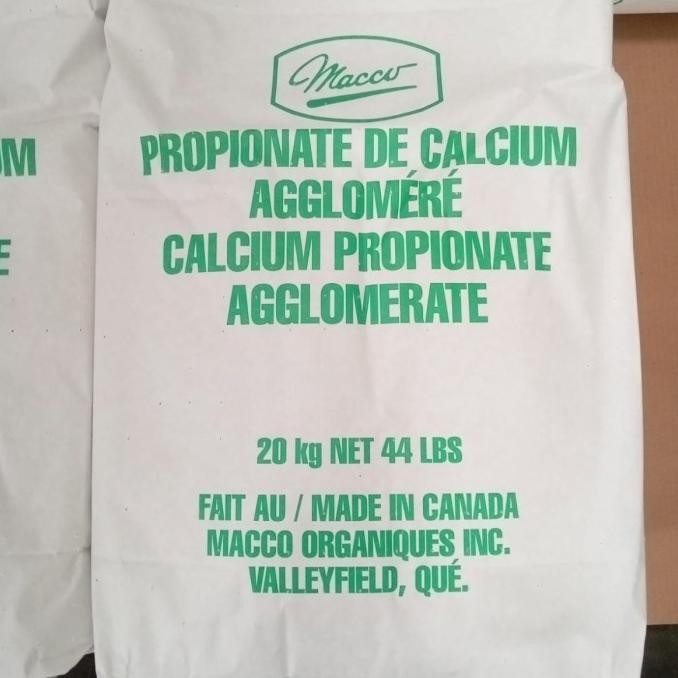 Macco
PROPIONATE DE CALCIUM
AGGLOMÉRÉ
CALCIUM PROPIONATE
AGGLOMERATE
20 kg NET 44 LBS
FAIT AU / MADE IN CANADA
MACCO ORGANIQUES INC.
VALLEYFIELD, QUÉ.